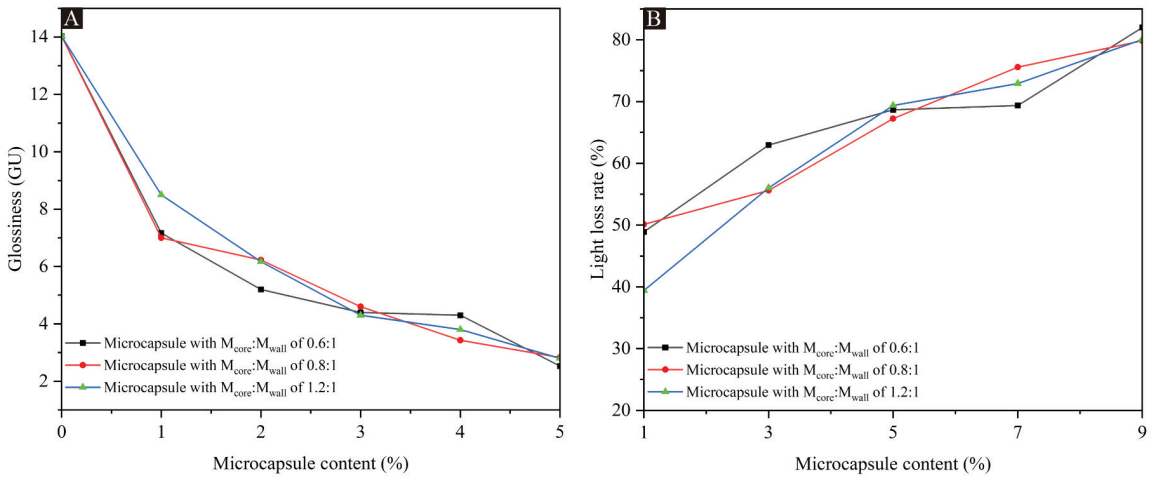 A
14
12
10
8
6
4
2
Glossiness (GU)
Microcapsule with Mcore:Mwall of 0.6:1
Microcapsule with Mcore:Mwall of 0.8:1
Microcapsule with Mcore:Mwall of 1.2:1
0 1 2 3 4 5
Microcapsule content (%)
B
80
70
60
50
40
30
20
Light loss rate (%)
Microcapsule with Mcore:Mwall of 0.6:1
Microcapsule with Mcore:Mwall of 0.8:1
Microcapsule with Mcore:Mwall of 1.2:1
1 3 5 7 9
Microcapsule content (%)